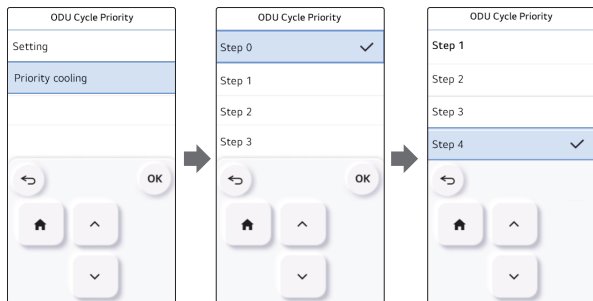 ODU Cycle Priority
Setting
Priority cooling
OK
ODU Cycle Priority
Step 0
Step 1
Step 2
Step 3
OK
ODU Cycle Priority
Step 1
Step 2
Step 3
Step 4